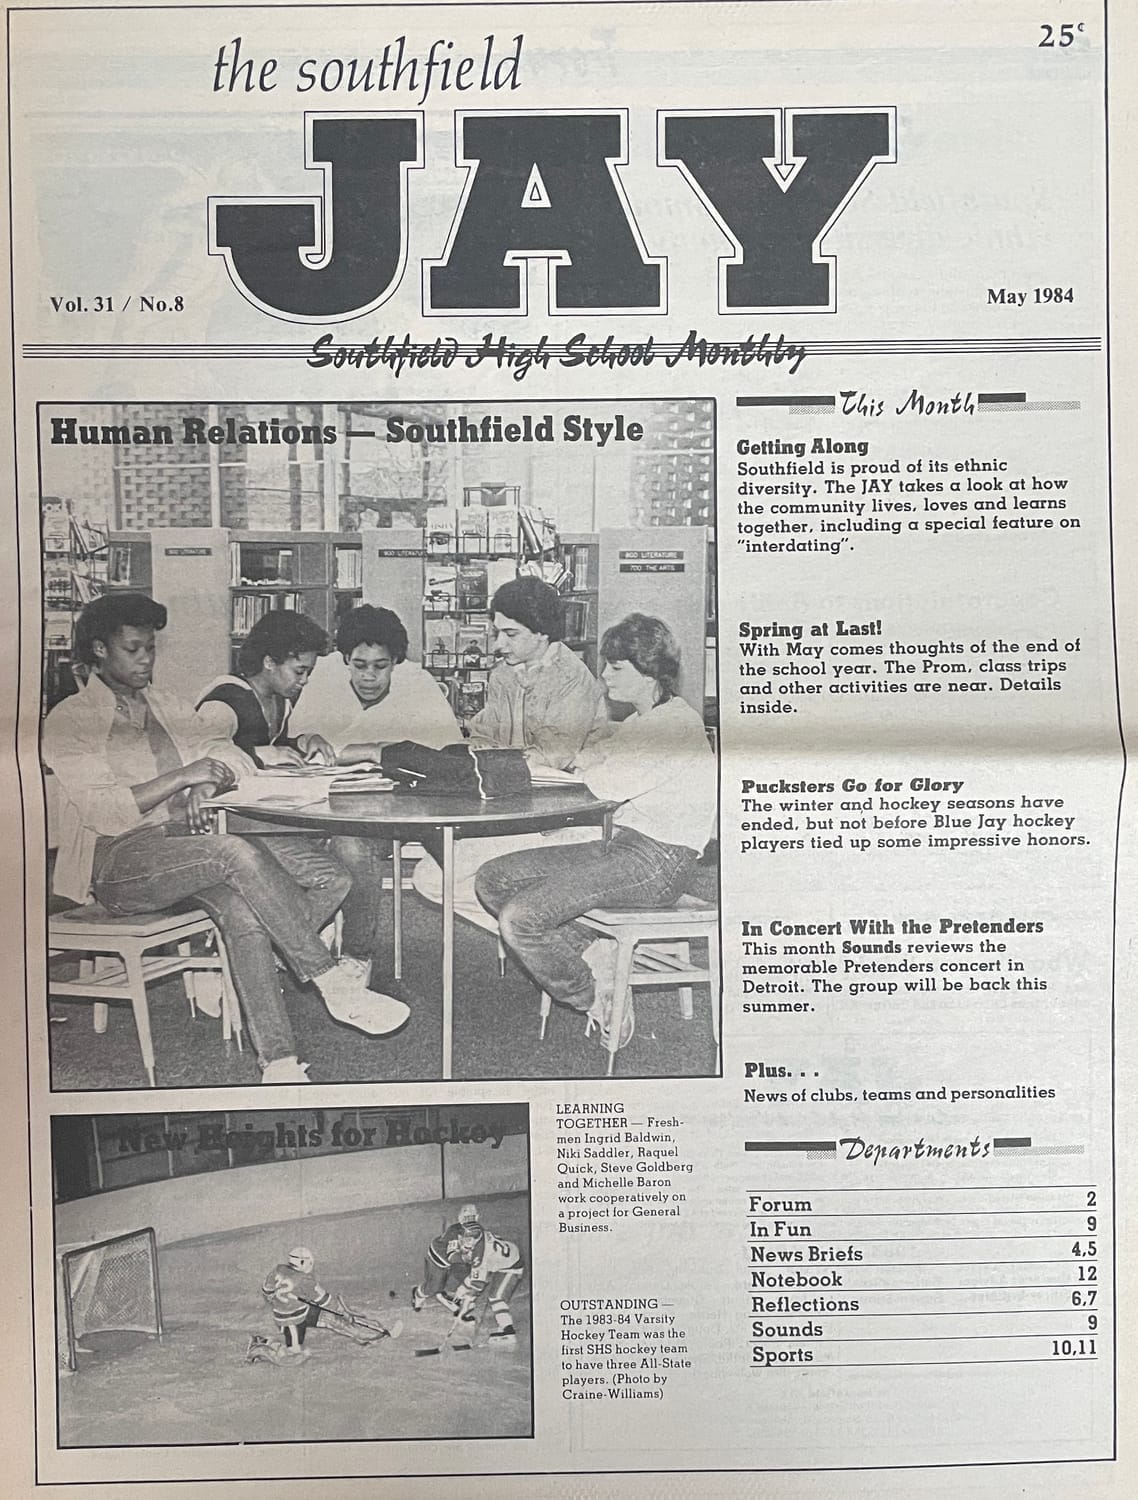 the southfield
25¢
JAY
Vol. 31 / No.8
May 1984
Southfield High School Monthly
Human Relations — Southfield Style
800 LITERATURE
700 THE ARTS
New Heights for Hockey
LEARNING
TOGETHER — Fresh-
men Ingrid Baldwin,
Niki Saddler, Raquel
Quick, Steve Goldberg
and Michelle Baron
work cooperatively on
a project for General
Business.
OUTSTANDING —
The 1983-84 Varsity
Hockey Team was the
first SHS hockey team
to have three All-State
players. (Photo by
Craine-Williams)
This Month
Getting Along
Southfield is proud of its ethnic
diversity. The JAY takes a look at how
the community lives, loves and learns
together, including a special feature on
"interdating".
Spring at Last!
With May comes thoughts of the end of
the school year. The Prom, class trips
and other activities are near. Details
inside.
Pucksters Go for Glory
The winter and hockey seasons have
ended, but not before Blue Jay hockey
players tied up some impressive honors.
In Concert With the Pretenders
This month Sounds reviews the
memorable Pretenders concert in
Detroit. The group will be back this
summer.
Plus. . .
News of clubs, teams and personalities
Departments
Forum 2
In Fun 9
News Briefs 4,5
Notebook 12
Reflections 6,7
Sounds 9
Sports 10,11